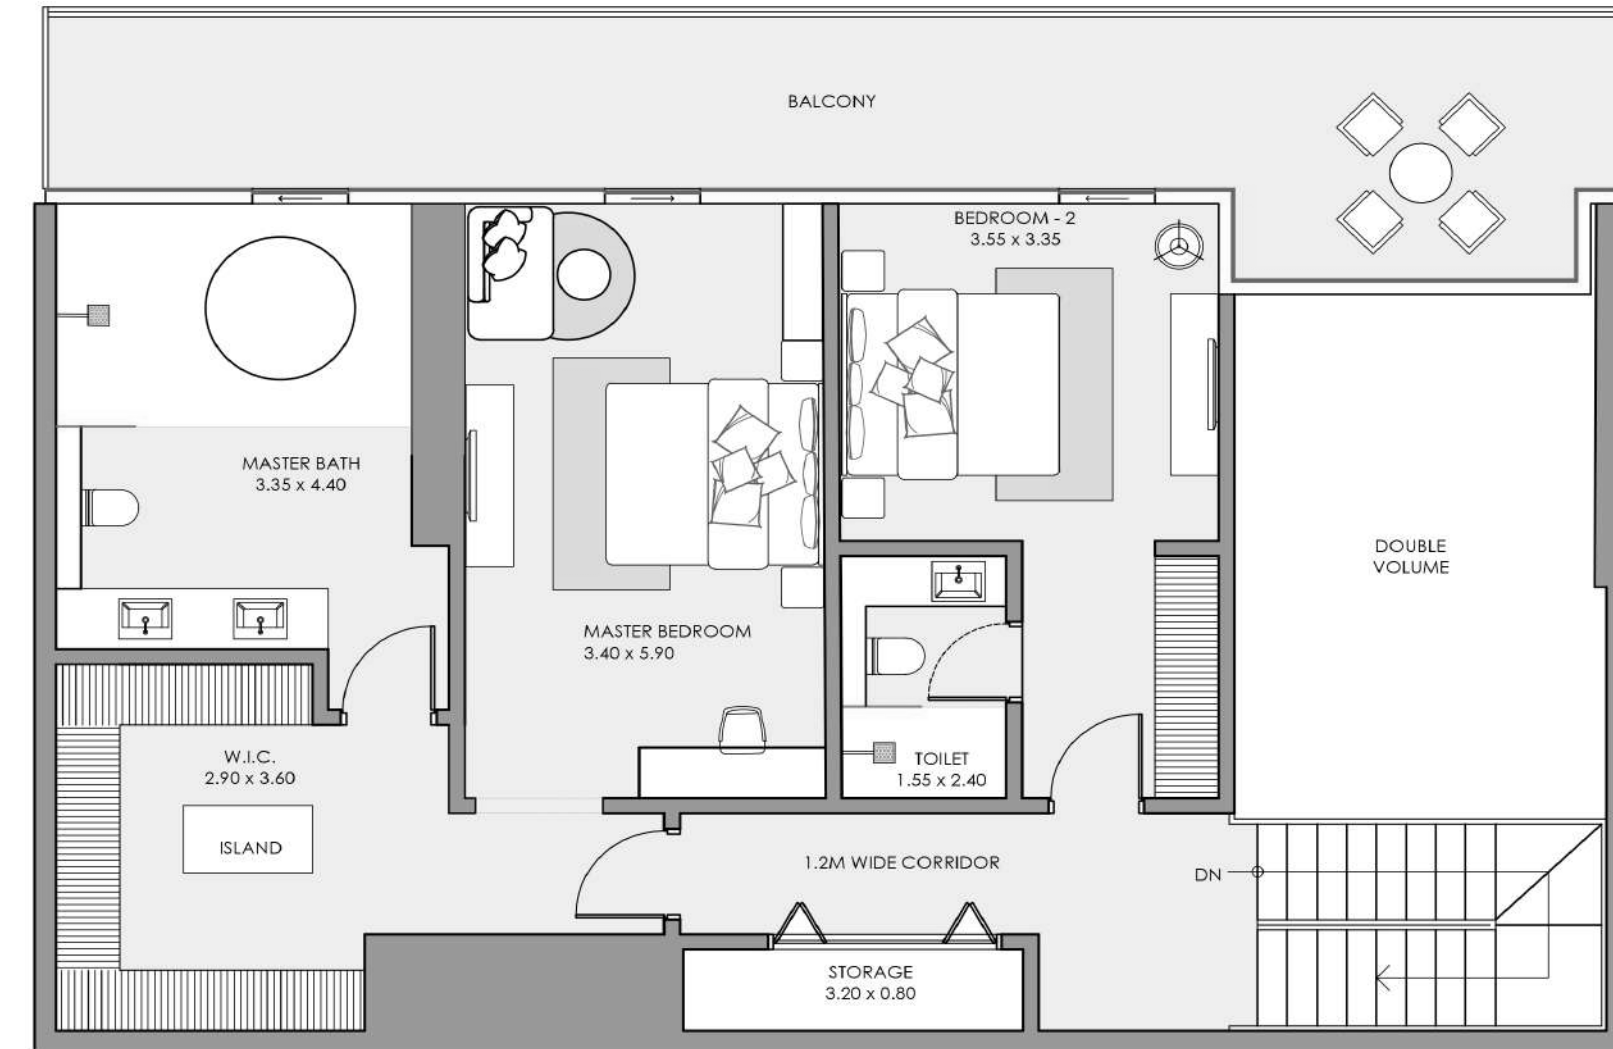 BALCONY
BEDROOM - 2
3.55 x 3.35
MASTER BATH
3.35 x 4.40
DOUBLE
VOLUME
MASTER BEDROOM
3.40 x 5.90
W.I.C.
2.90 x 3.60
TOILET
1.55 x 2.40
ISLAND
1.2M WIDE CORRIDOR
DN
STORAGE
3.20 x 0.80